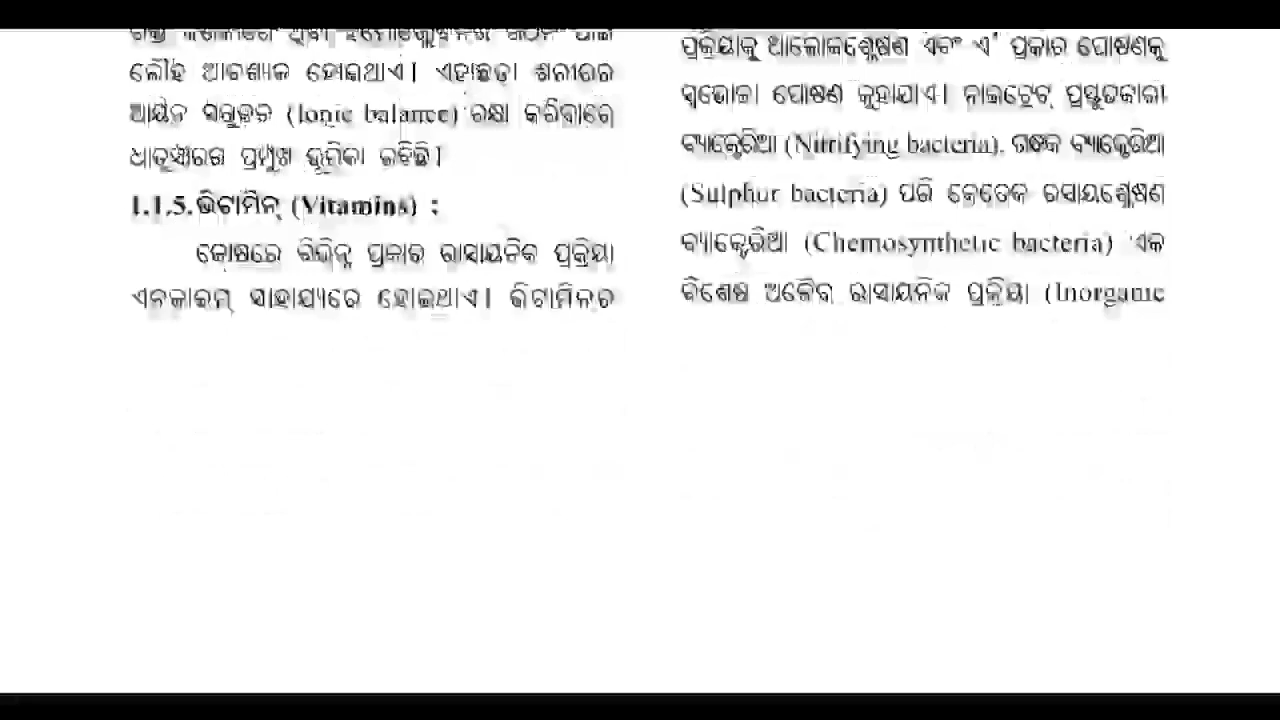 ଲୌହ ଆବଶ୍ୟକ ହୋଇଥାଏ। ଏହାଛଡ଼ା ଶରୀରର
ଆୟନ ସନ୍ତୁଳନ (Ionic balance) ରକ୍ଷା କରିବାରେ
ଧାତୁସାରର ପ୍ରମୁଖ ଭୂମିକା ରହିଛି।
1.1.5. ଭିଟାମିନ୍ (Vitamins) :
କୋଷରେ ବିଭିନ୍ନ ପ୍ରକାର ରାସାୟନିକ ପ୍ରକ୍ରିୟା
ଏନଜାଇମ୍ ସାହାଯ୍ୟରେ ହୋଇଥାଏ। ଭିଟାମିନର
ପ୍ରକ୍ରିୟାକୁ ଆଲୋକଶ୍ଳେଷଣ ଏବଂ ଏ ପ୍ରକାର ପୋଷଣକୁ
ସ୍ୱଭୋଜୀ ପୋଷଣ କୁହାଯାଏ। ନାଇଟ୍ରେଟ୍ ପ୍ରସ୍ତୁତକାରୀ
ବ୍ୟାକ୍ଟେରିଆ (Nitrifying bacteria), ଗନ୍ଧକ ବ୍ୟାକ୍ଟେରିଆ
(Sulphur bacteria) ପରି କେତେକ ରସାୟଶ୍ଳେଷଣ
ବ୍ୟାକ୍ଟେରିଆ (Chemosynthetic bacteria) ଏକ
ବିଶେଷ ଅଜୈବ ରାସାୟନିକ ପ୍ରକ୍ରିୟା (Inorganic